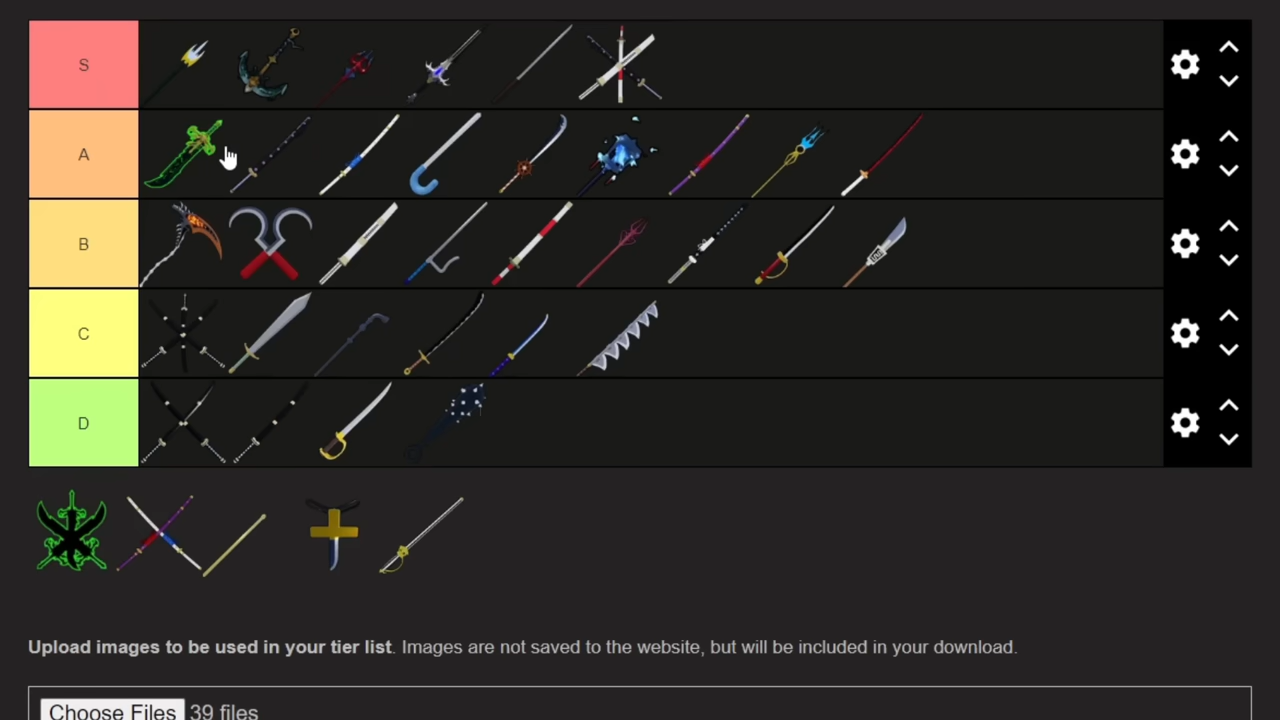 S
A
B
C
D
Upload images to be used in your tier list. Images are not saved to the website, but will be included in your download.
Choose Files 39 files